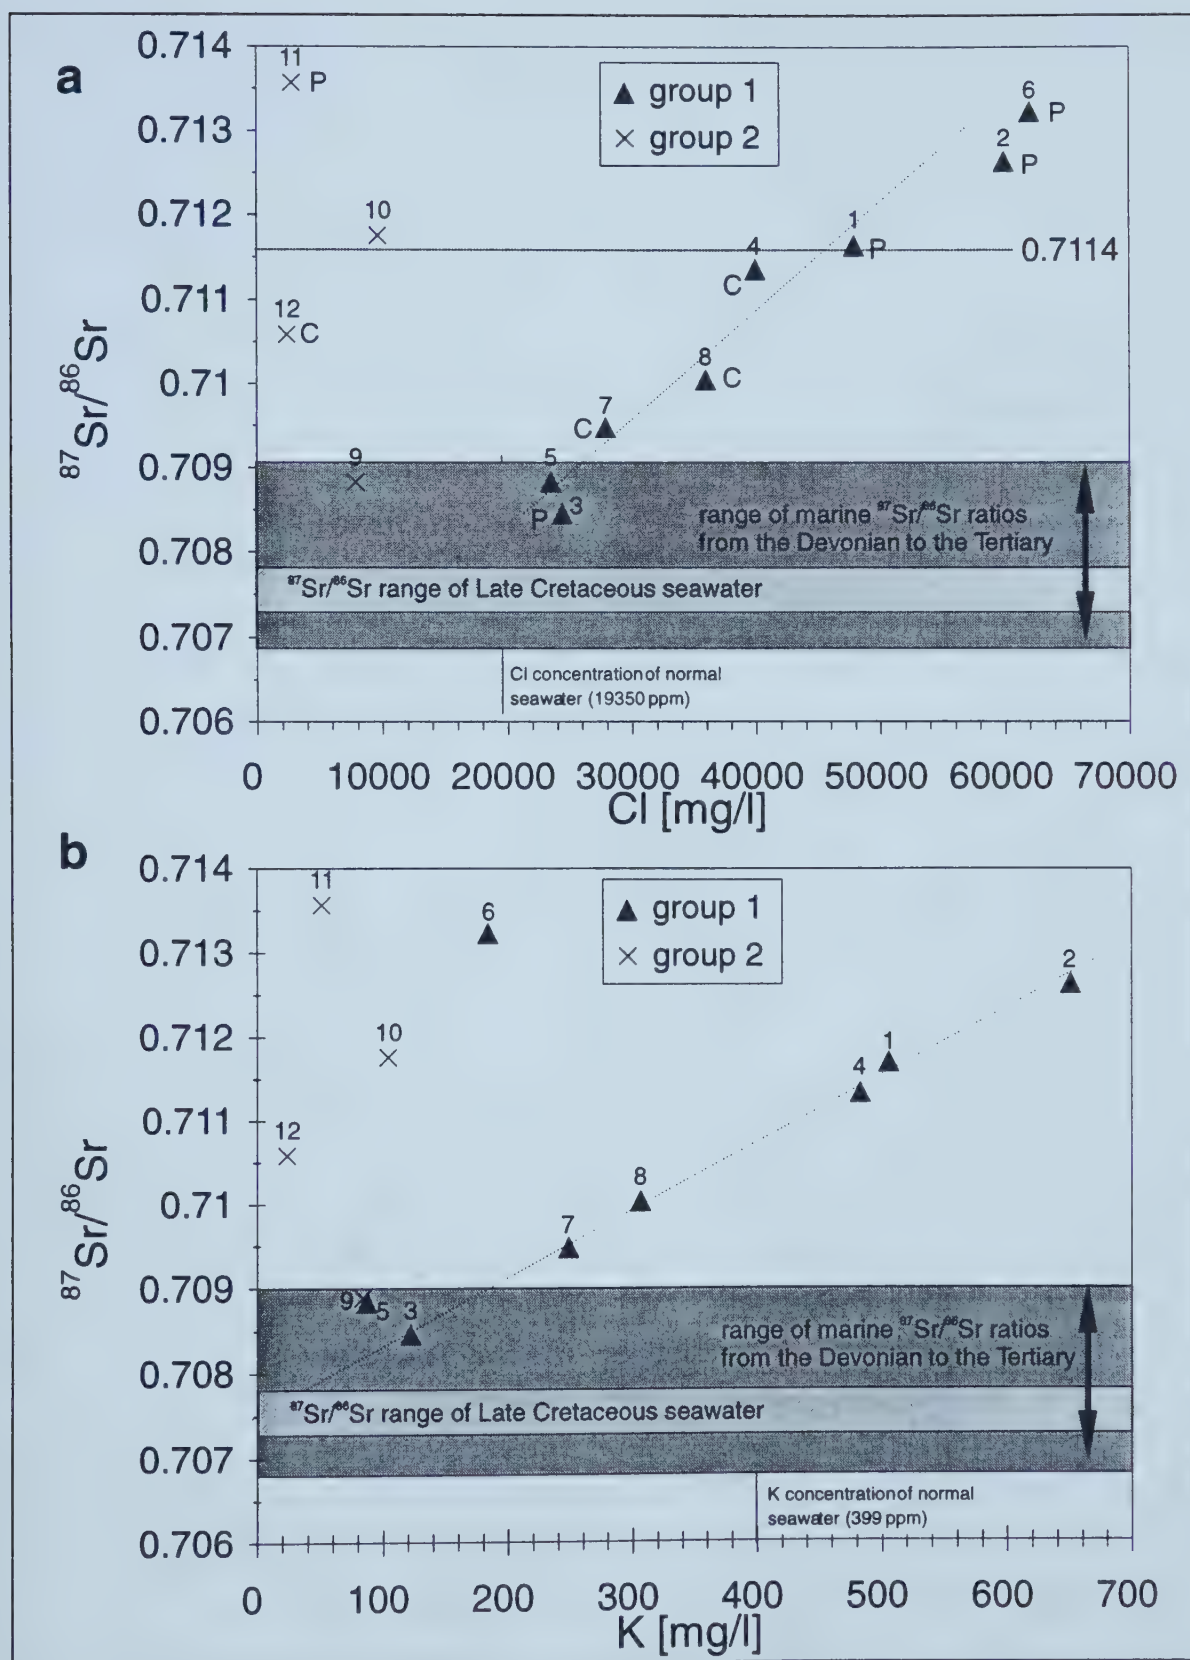 a
0.714
0.713
0.712
0.711
0.71
0.709
0.708
0.707
0.706
87Sr/86Sr
group 1
group 2
11
P
6
P
2
P
10
1
P
4
C
0.7114
12
C
8
C
7
C
9
5
3
P
range of marine 87Sr/86Sr ratios
from the Devonian to the Tertiary
87Sr/86Sr range of Late Cretaceous seawater
Cl concentration of normal
seawater (19350 ppm)
0 10000 20000 30000 40000 50000 60000 70000
Cl [mg/l]
b
0.714
0.713
0.712
0.711
0.71
0.709
0.708
0.707
0.706
87Sr/86Sr
group 1
group 2
11
6
2
10
1
4
12
8
7
9
5
3
range of marine 87Sr/86Sr ratios
from the Devonian to the Tertiary
87Sr/86Sr range of Late Cretaceous seawater
K concentration of normal
seawater (399 ppm)
0 100 200 300 400 500 600 700
K [mg/l]